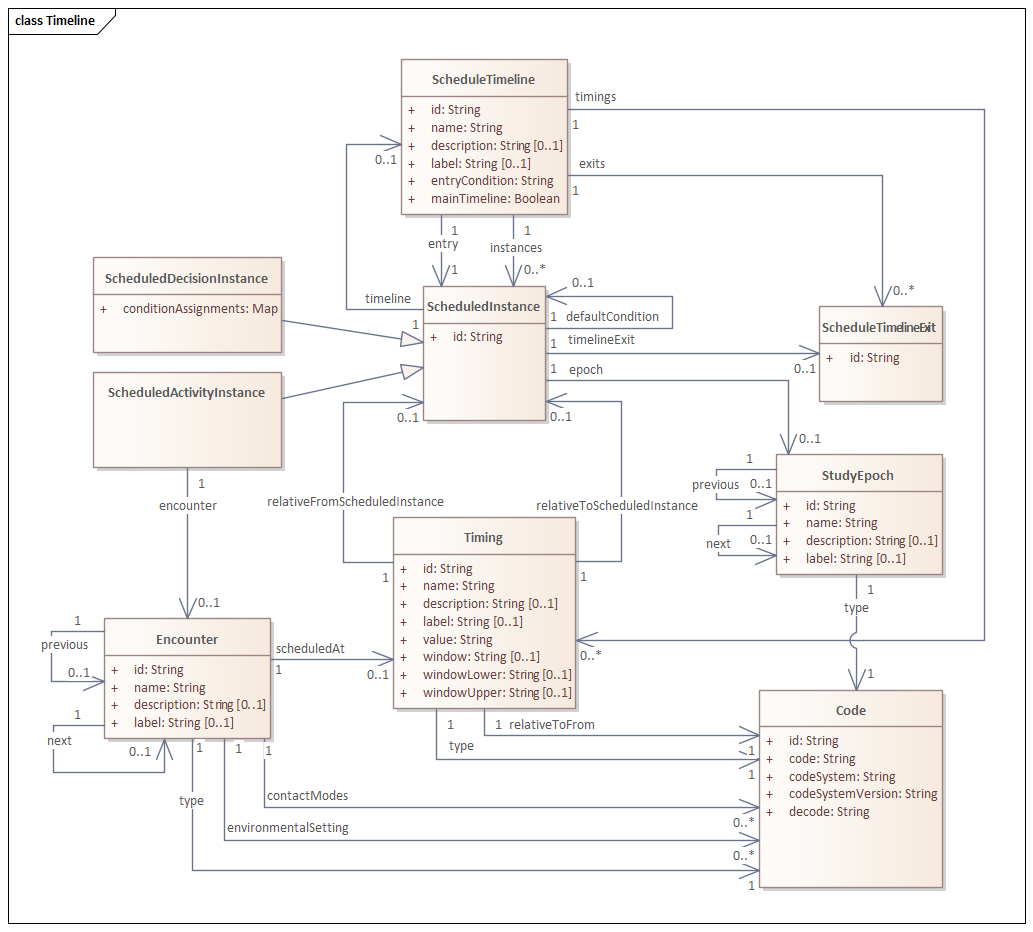 class Timeline
ScheduleTimeline
+ id: String
+ name: String
+ description: String [0..1]
+ label: String [0..1]
+ entryCondition: String
+ mainTimeline: Boolean
timings
1
exits
1
0..1
1
entry
1
1
instances
0..*
0..*
ScheduledDecisionInstance
+ conditionAssignments: Map
timeline
1
ScheduledInstance
+ id: String
0..1
1 defaultCondition
1 timelineExit
0..1
1 epoch
0..1
ScheduleTimelineExit
+ id: String
ScheduledActivityInstance
0..1
0..1
1
encounter
0..1
relativeFromScheduledInstance
relativeToScheduledInstance
StudyEpoch
+ id: String
+ name: String
+ description: String [0..1]
+ label: String [0..1]
1
previous 0..1
1
next 0..1
1
type
1
Timing
+ id: String
+ name: String
+ description: String [0..1]
+ label: String [0..1]
+ value: String
+ window: String [0..1]
+ windowLower: String [0..1]
+ windowUpper: String [0..1]
1
1
0..*
Encounter
+ id: String
+ name: String
+ description: String [0..1]
+ label: String [0..1]
1
previous
0..1
1
next
0..1
scheduledAt
1
0..1
1 relativeToFrom
1
1
type
1
Code
+ id: String
+ code: String
+ codeSystem: String
+ codeSystemVersion: String
+ decode: String
1
1
1
contactModes
0..*
type
environmentalSetting
0..*
1